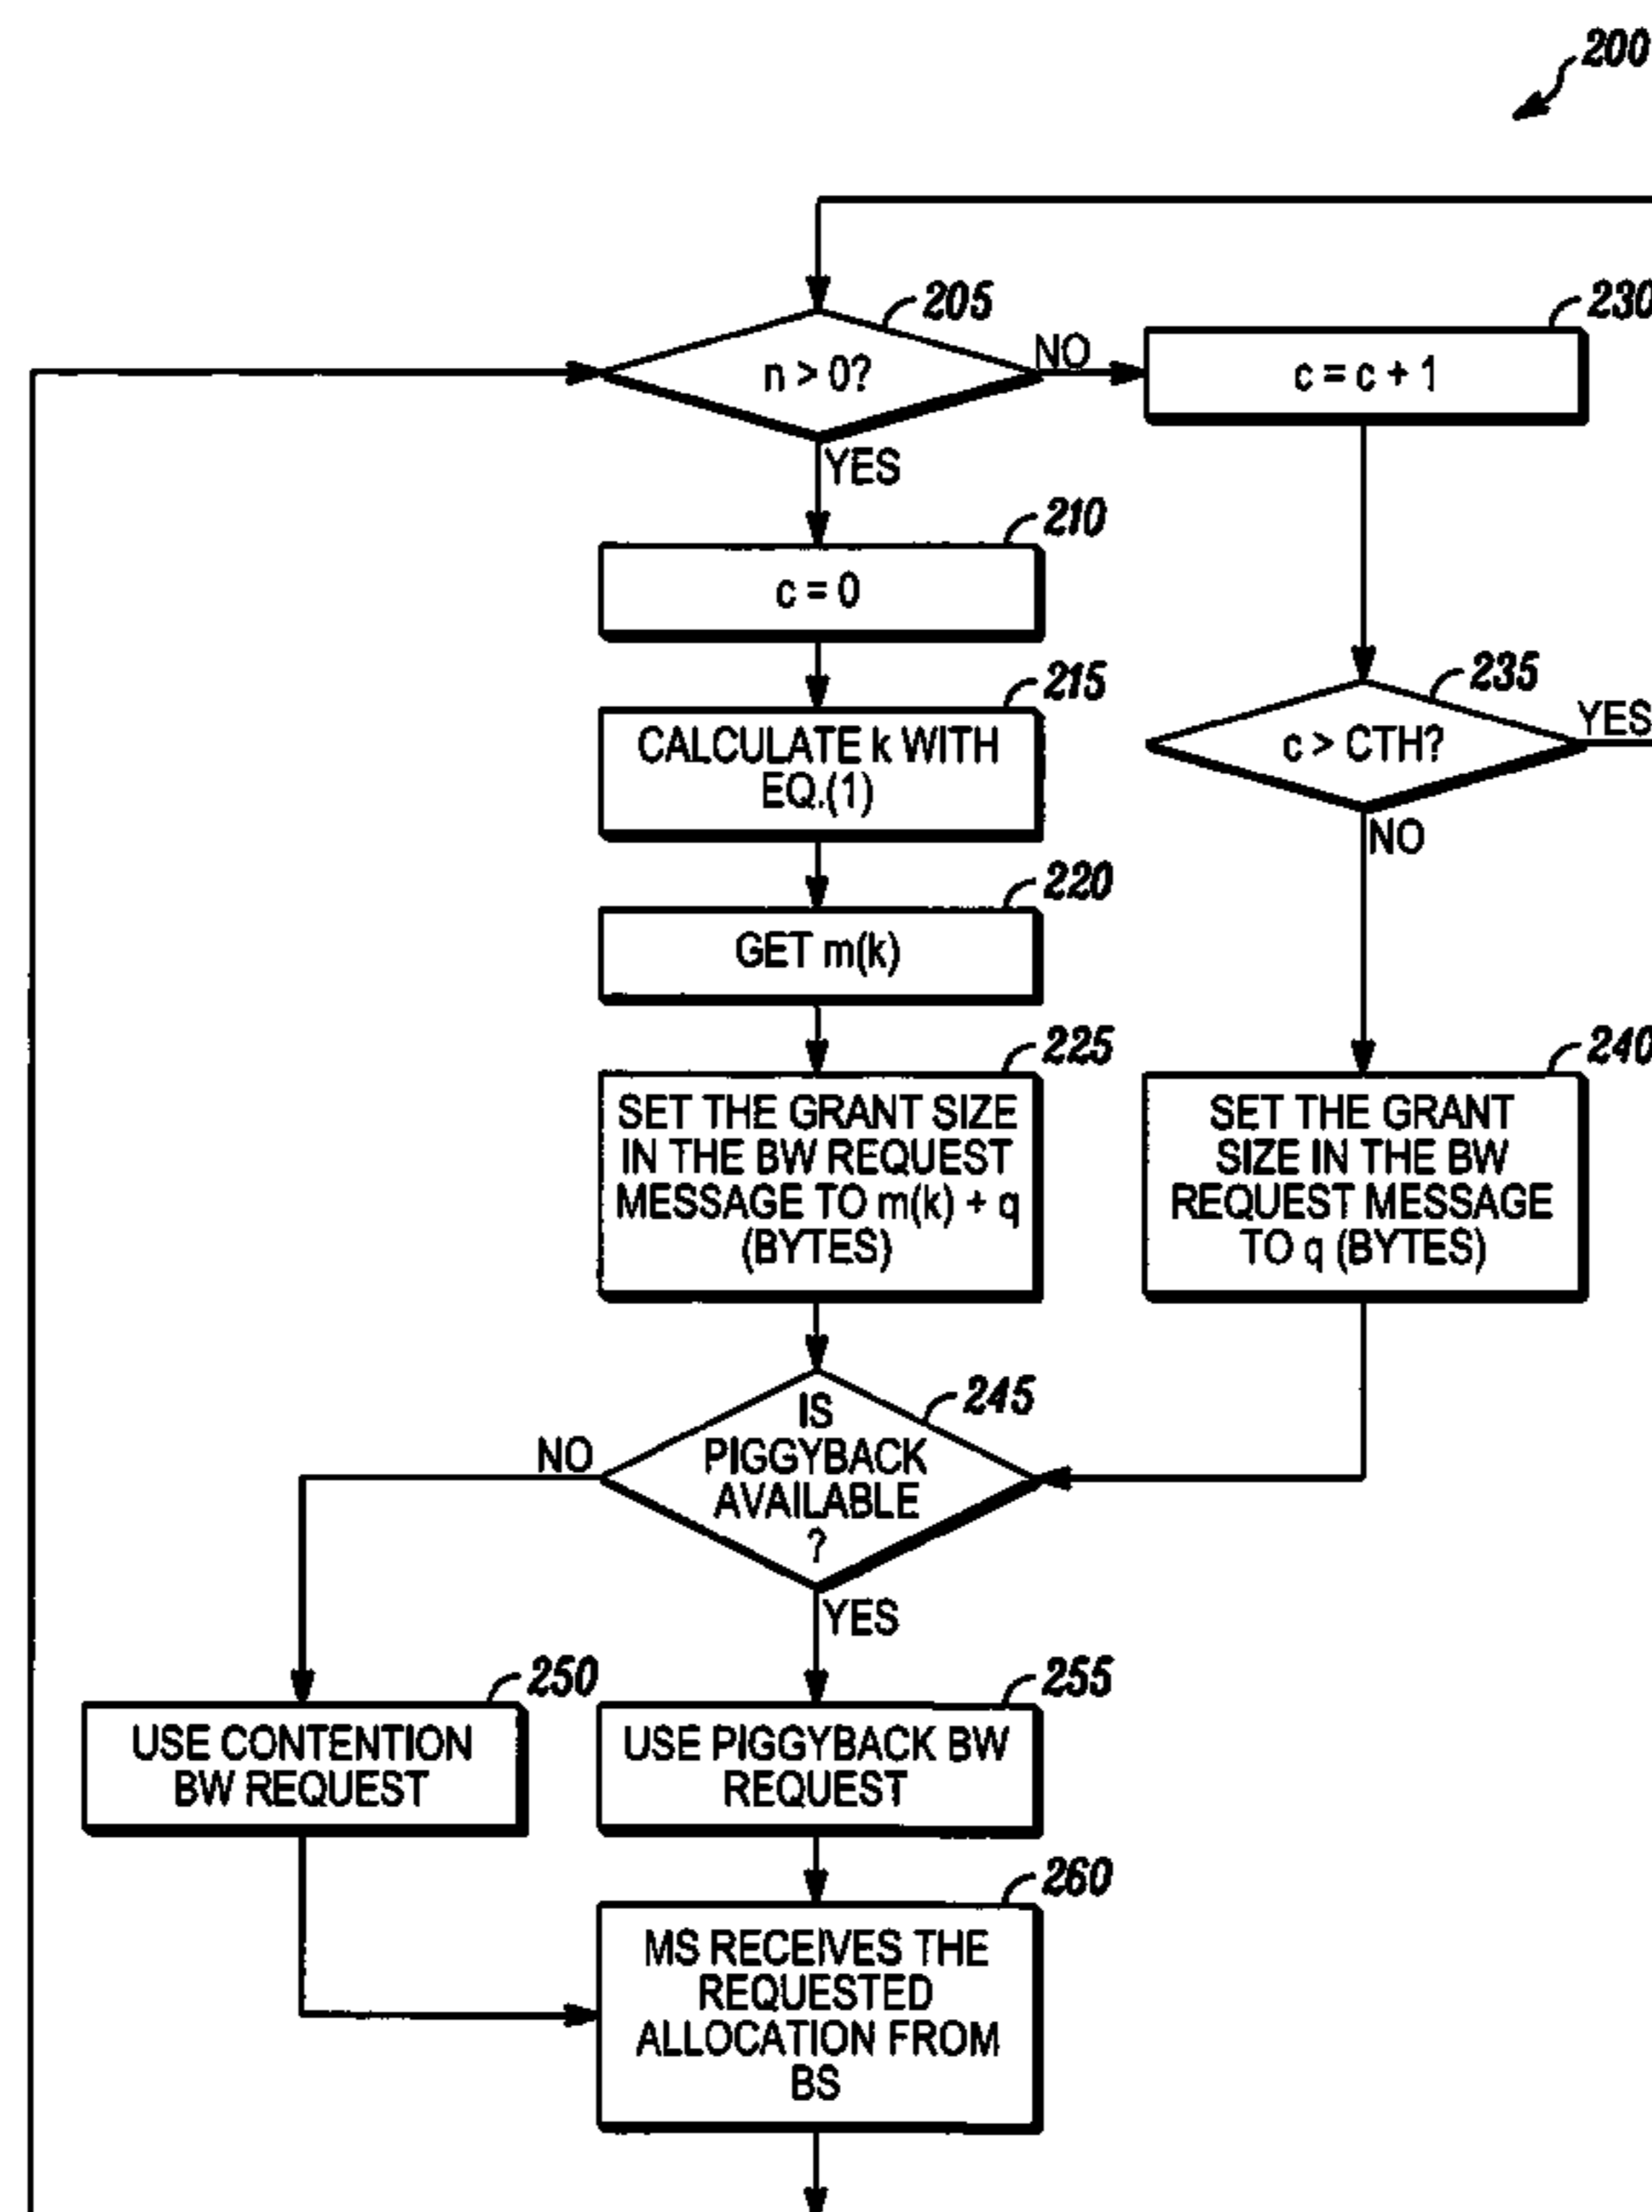 200
205
n > 0?
NO
230
c = c + 1
YES
210
c = 0
215
CALCULATE k WITH
EQ.(1)
235
c > CTH?
YES
NO
220
GET m(k)
225
SET THE GRANT SIZE
IN THE BW REQUEST
MESSAGE TO m(k) + q
(BYTES)
240
SET THE GRANT
SIZE IN THE BW
REQUEST MESSAGE
TO q (BYTES)
245
IS
PIGGYBACK
AVAILABLE
?
NO
YES
250
USE CONTENTION
BW REQUEST
255
USE PIGGYBACK BW
REQUEST
260
MS RECEIVES THE
REQUESTED
ALLOCATION FROM
BS